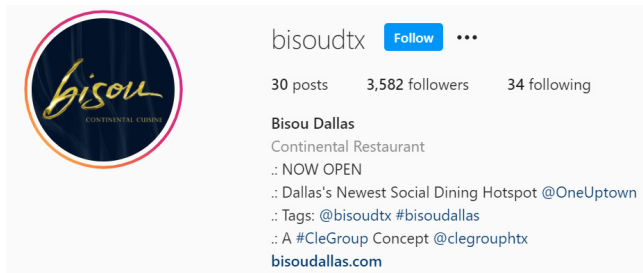 bisou
CONTINENTAL CUISINE
bisoudtx Follow •••
30 posts 3,582 followers 34 following
Bisou Dallas
Continental Restaurant
.: NOW OPEN
.: Dallas's Newest Social Dining Hotspot @OneUptown
.: Tags: @bisoudtx #bisoudallas
.: A #CleGroup Concept @clegrouphtx
bisoudallas.com